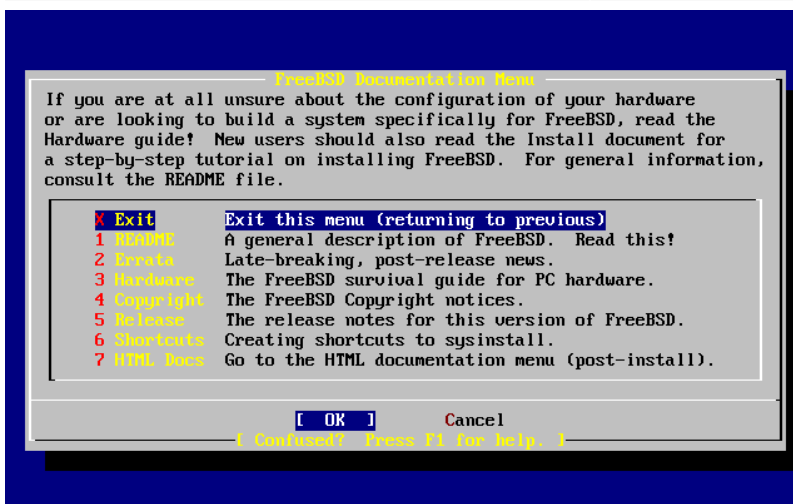 FreeBSD Documentation Menu
If you are at all unsure about the configuration of your hardware
or are looking to build a system specifically for FreeBSD, read the
Hardware guide!  New users should also read the Install document for
a step-by-step tutorial on installing FreeBSD.  For general information,
consult the README file.
X Exit       Exit this menu (returning to previous)
1 README     A general description of FreeBSD.  Read this!
2 Errata     Late-breaking, post-release news.
3 Hardware   The FreeBSD survival guide for PC hardware.
4 Copyright  The FreeBSD Copyright notices.
5 Release    The release notes for this version of FreeBSD.
6 Shortcuts  Creating shortcuts to sysinstall.
7 HTML Docs  Go to the HTML documentation menu (post-install).
[  OK  ]       Cancel
[ Confused?  Press F1 for help. ]